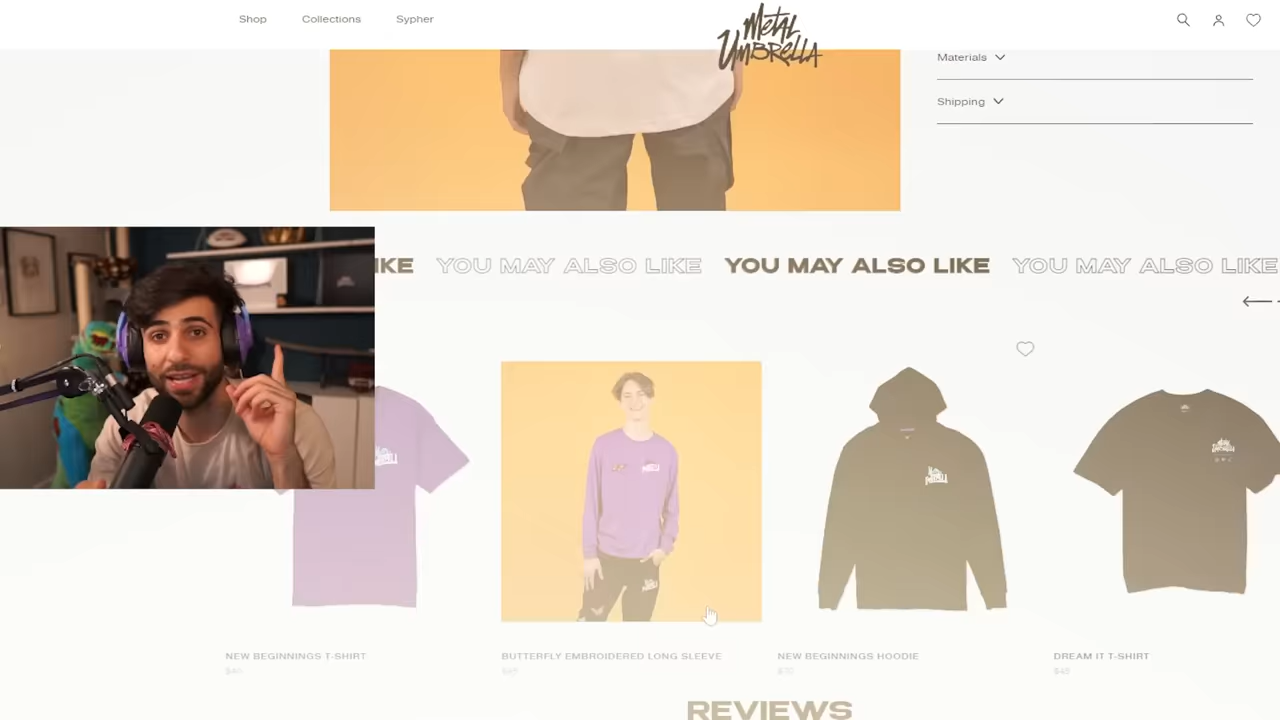 Shop Collections Sypher
Metal Umbrella
Materials
Shipping
IKE YOU MAY ALSO LIKE YOU MAY ALSO LIKE YOU MAY ALSO LIKE
NEW BEGINNINGS T-SHIRT
BUTTERFLY EMBROIDERED LONG SLEEVE
NEW BEGINNINGS HOODIE
DREAM IT T-SHIRT
REVIEWS